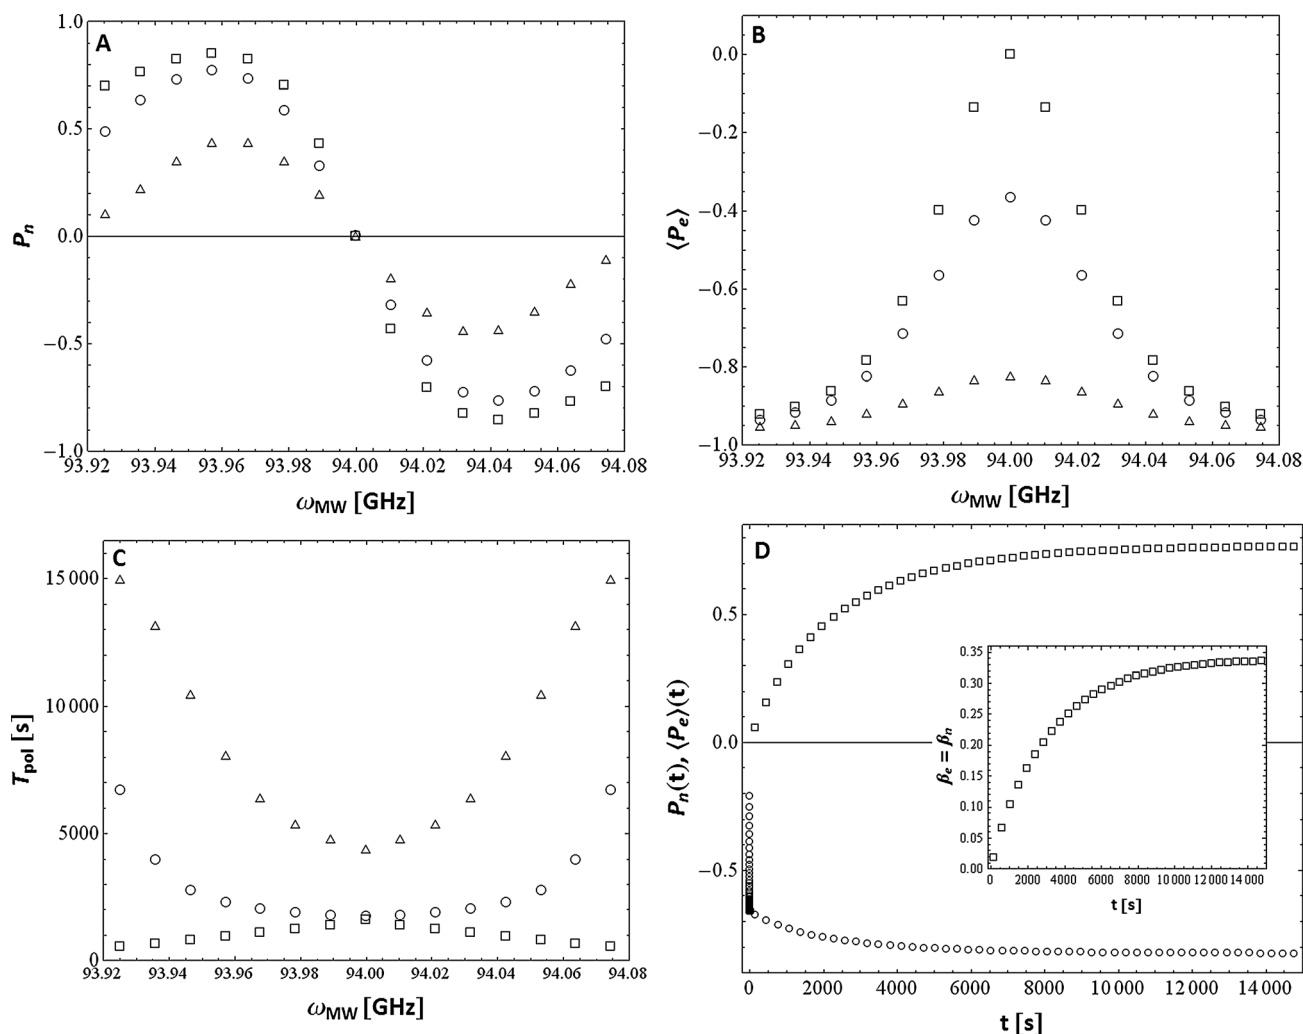 A
1.0
0.5
0.0
−0.5
−1.0
P_n
93.92 93.94 93.96 93.98 94.00 94.02 94.04 94.06 94.08
ω_MW [GHz]
B
0.0
−0.2
−0.4
−0.6
−0.8
−1.0
⟨P_e⟩
93.92 93.94 93.96 93.98 94.00 94.02 94.04 94.06 94.08
ω_MW [GHz]
C
15 000
10 000
5000
0
T_pol [s]
93.92 93.94 93.96 93.98 94.00 94.02 94.04 94.06 94.08
ω_MW [GHz]
D
0.5
0.0
−0.5
P_n(t), ⟨P_e⟩(t)
0 2000 4000 6000 8000 10 000 12 000 14 000
t [s]
0.35
0.30
0.25
0.20
0.15
0.10
0.05
0.00
β_e = β_n
0 2000 4000 6000 8000 10 000 12 000 14 000
t [s]